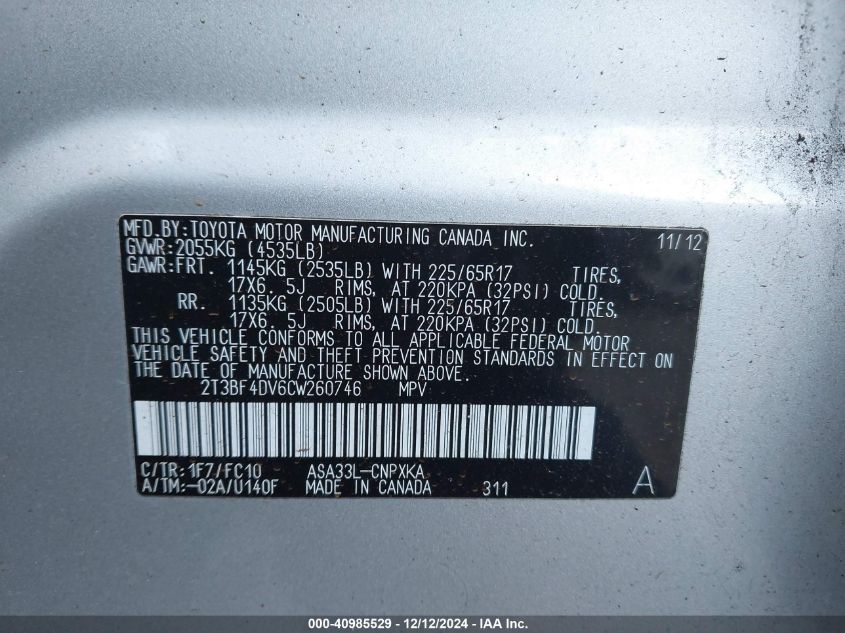 MFD.BY:TOYOTA MOTOR MANUFACTURING CANADA INC. 11/12
GVWR:2055KG (4535LB)
GAWR:FRT. 1145KG (2535LB) WITH 225/65R17 TIRES,
17X6. 5J RIMS, AT 220KPA (32PSI) COLD.
RR. 1135KG (2505LB) WITH 225/65R17 TIRES,
17X6. 5J RIMS, AT 220KPA (32PSI) COLD.
THIS VEHICLE CONFORMS TO ALL APPLICABLE FEDERAL MOTOR
VEHICLE SAFETY AND THEFT PREVENTION STANDARDS IN EFFECT ON
THE DATE OF MANUFACTURE SHOWN ABOVE.
2T3BF4DV6CW260746 MPV
C/TR:1F7/FC10 ASA33L-CNPXKA
A/TM:-02A/U140F MADE IN CANADA 311 A
000-40985529 - 12/12/2024 - IAA Inc.